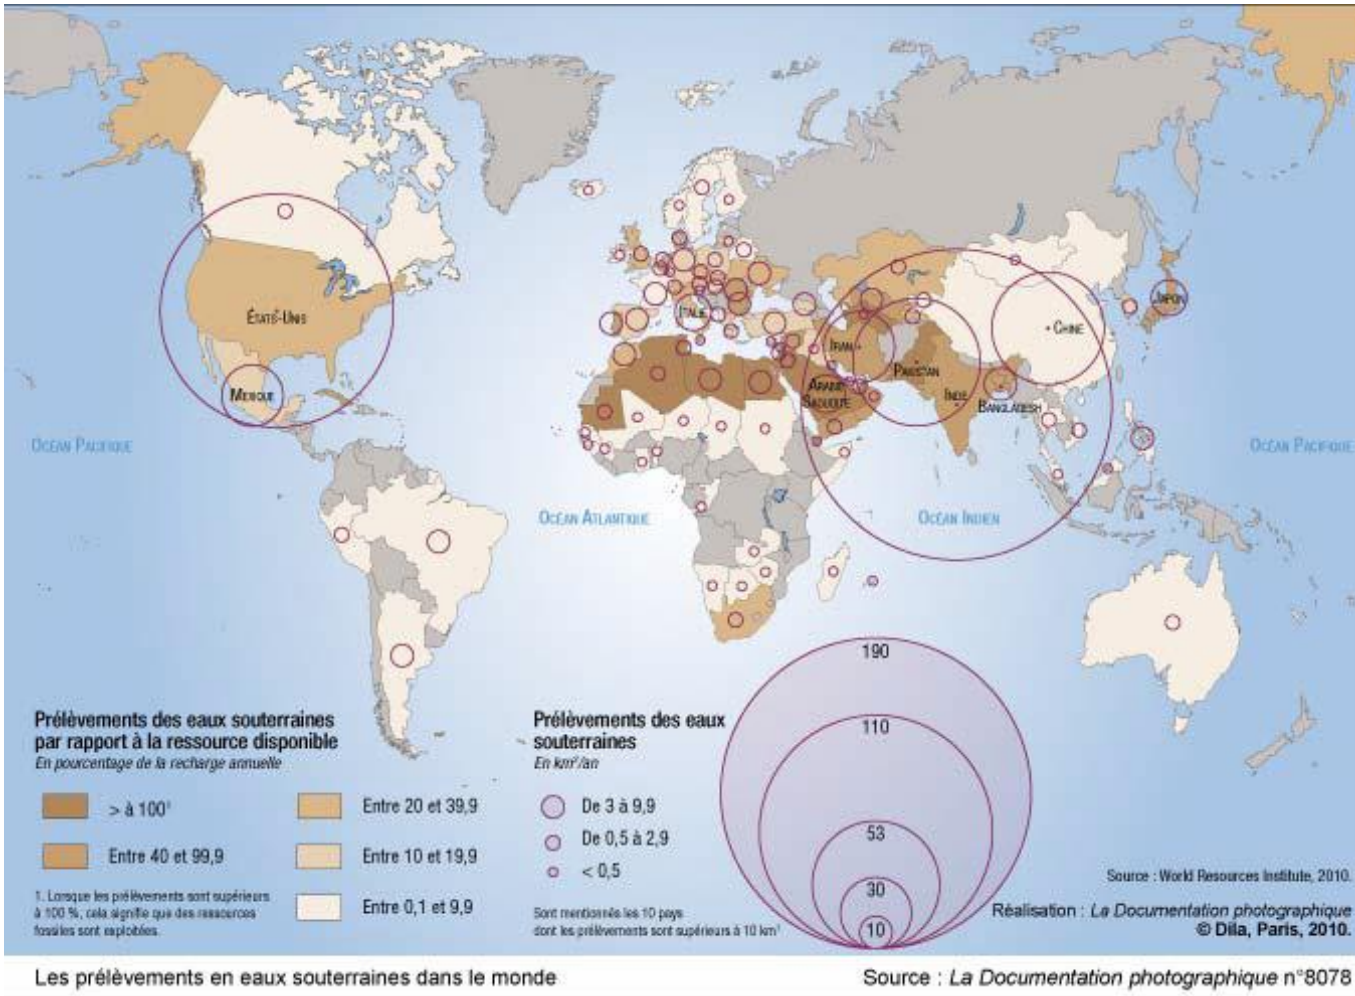 ÉTATS-UNIS
MEXIQUE
ITALIE
IRAN
PAKISTAN
ARABIE
SAOUDITE
INDE
BANGLADESH
CHINE
JAPON
OCÉAN PACIFIQUE
OCÉAN ATLANTIQUE
OCÉAN INDIEN
OCÉAN PACIFIQUE
Prélèvements des eaux souterraines
par rapport à la ressource disponible
En pourcentage de la recharge annuelle
> à 100¹
Entre 40 et 99,9
Entre 20 et 39,9
Entre 10 et 19,9
Entre 0,1 et 9,9
1. Lorsque les prélèvements sont supérieurs
à 100 %, cela signifie que des ressources
fossiles sont exploitées.
Prélèvements des eaux
souterraines
En km³/an
De 3 à 9,9
De 0,5 à 2,9
< 0,5
Sont mentionnés les 10 pays
dont les prélèvements sont supérieurs à 10 km³
190
110
53
30
10
Source : World Resources Institute, 2010.
Réalisation : La Documentation photographique
© Dila, Paris, 2010.
Les prélèvements en eaux souterraines dans le monde
Source : La Documentation photographique n°8078